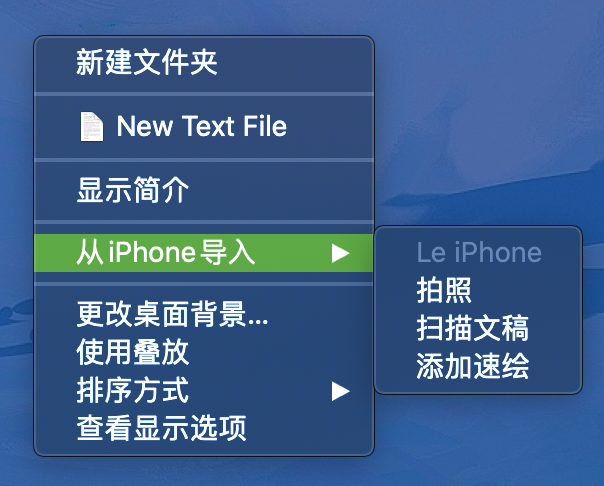 新建文件夹
New Text File
显示简介
从 iPhone 导入
Le iPhone
拍照
扫描文稿
添加速绘
更改桌面背景...
使用叠放
排序方式
查看显示选项